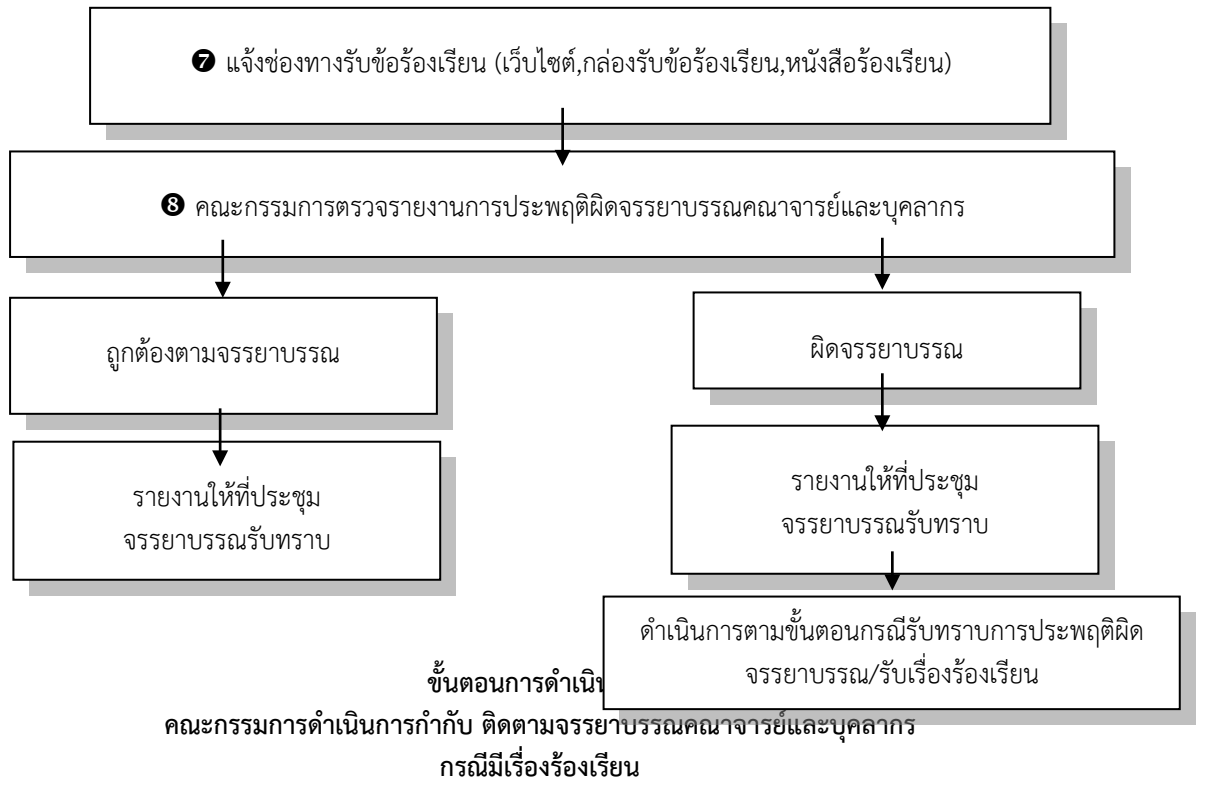 ❼ แจ้งช่องทางรับข้อร้องเรียน (เว็บไซต์,กล่องรับข้อร้องเรียน,หนังสือร้องเรียน)
❽ คณะกรรมการตรวจรายงานการประพฤติผิดจรรยาบรรณคณาจารย์และบุคลากร
ถูกต้องตามจรรยาบรรณ
รายงานให้ที่ประชุม
จรรยาบรรณรับทราบ
ผิดจรรยาบรรณ
รายงานให้ที่ประชุม
จรรยาบรรณรับทราบ
ดำเนินการตามขั้นตอนกรณีรับทราบการประพฤติผิด
จรรยาบรรณ/รับเรื่องร้องเรียน
ขั้นตอนการดำเนิ
คณะกรรมการดำเนินการกำกับ ติดตามจรรยาบรรณคณาจารย์และบุคลากร
กรณีมีเรื่องร้องเรียน